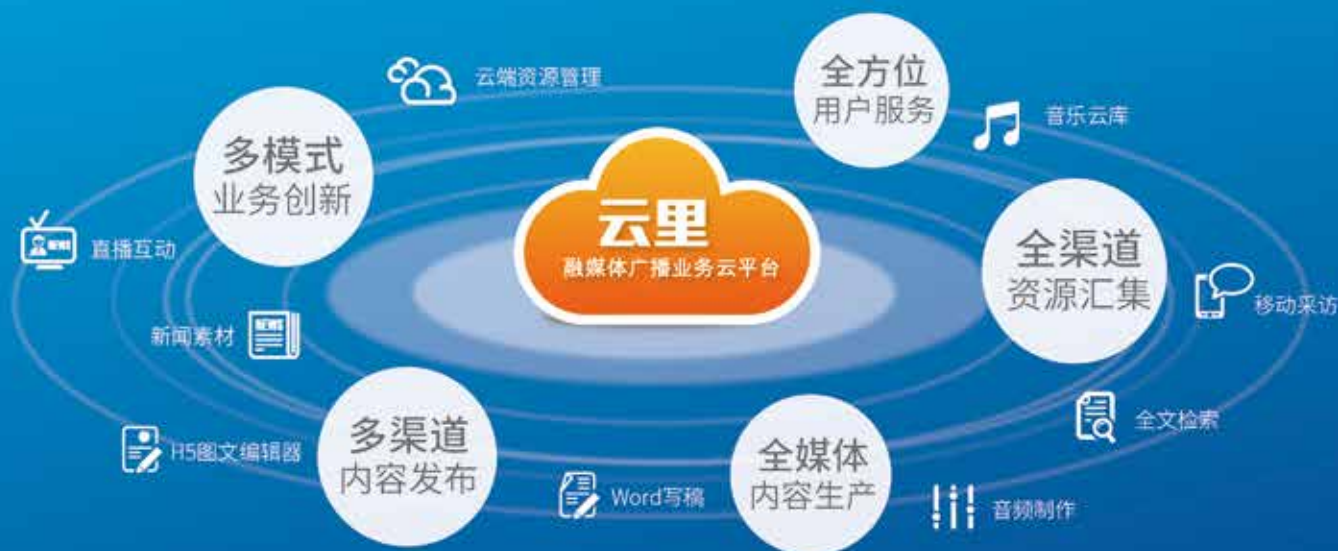 云端资源管理
全方位
用户服务
音乐云库
多模式
业务创新
云里
融媒体广播业务云平台
NEWS
直播互动
全渠道
资源汇集
移动采访
新闻素材
NEWS
多渠道
内容发布
全媒体
内容生产
全文检索
H5图文编辑器
Word写稿
音频制作